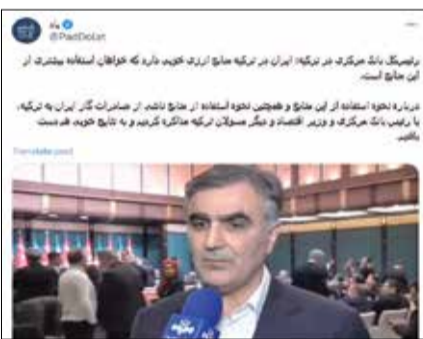 پاد
@PadDolat
رئیس‌کل بانک مرکزی در ترکیه: ایران در ترکیه منابع ارزی خوبی دارد که خواهان استفاده بیشتری از
این منابع است.
درباره نحوه استفاده از این منابع و همچنین نحوه استفاده از منابع ناشی از صادرات گاز ایران به ترکیه،
با رئیس بانک مرکزی و وزیر اقتصاد و دیگر مسولان ترکیه مذاکره کردیم و به نتایج خوبی هم دست
یافتیم.
Translate post